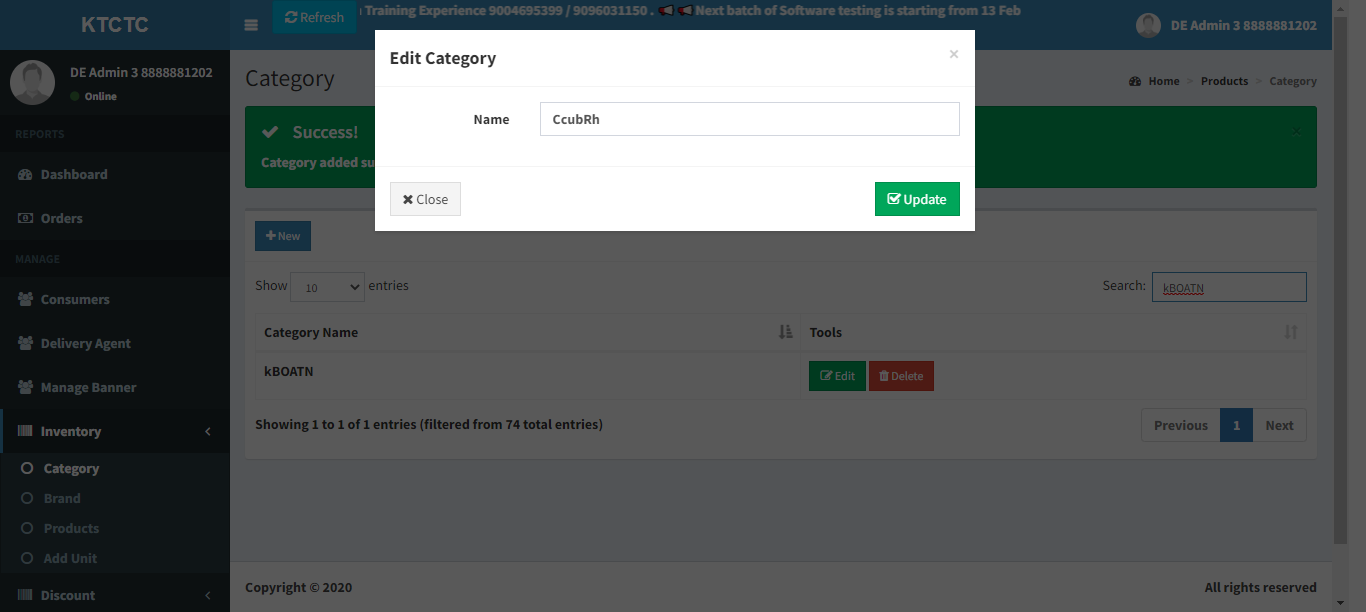 KTCTC
Refresh
Training Experience 9004695399 / 9096031150 . Next batch of Software testing is starting from 13 Feb
DE Admin 3 8888881202
DE Admin 3 8888881202
Online
REPORTS
Dashboard
Orders
MANAGE
Consumers
Delivery Agent
Manage Banner
Inventory
Category
Brand
Products
Add Unit
Discount
Category
Home > Products > Category
Success!
Category added su
Edit Category
×
Name
CcubRh
Close
Update
New
Show 10 entries
Search: kBOATN
Category Name
Tools
kBOATN
Edit
Delete
Showing 1 to 1 of 1 entries (filtered from 74 total entries)
Previous
1
Next
Copyright © 2020
All rights reserved